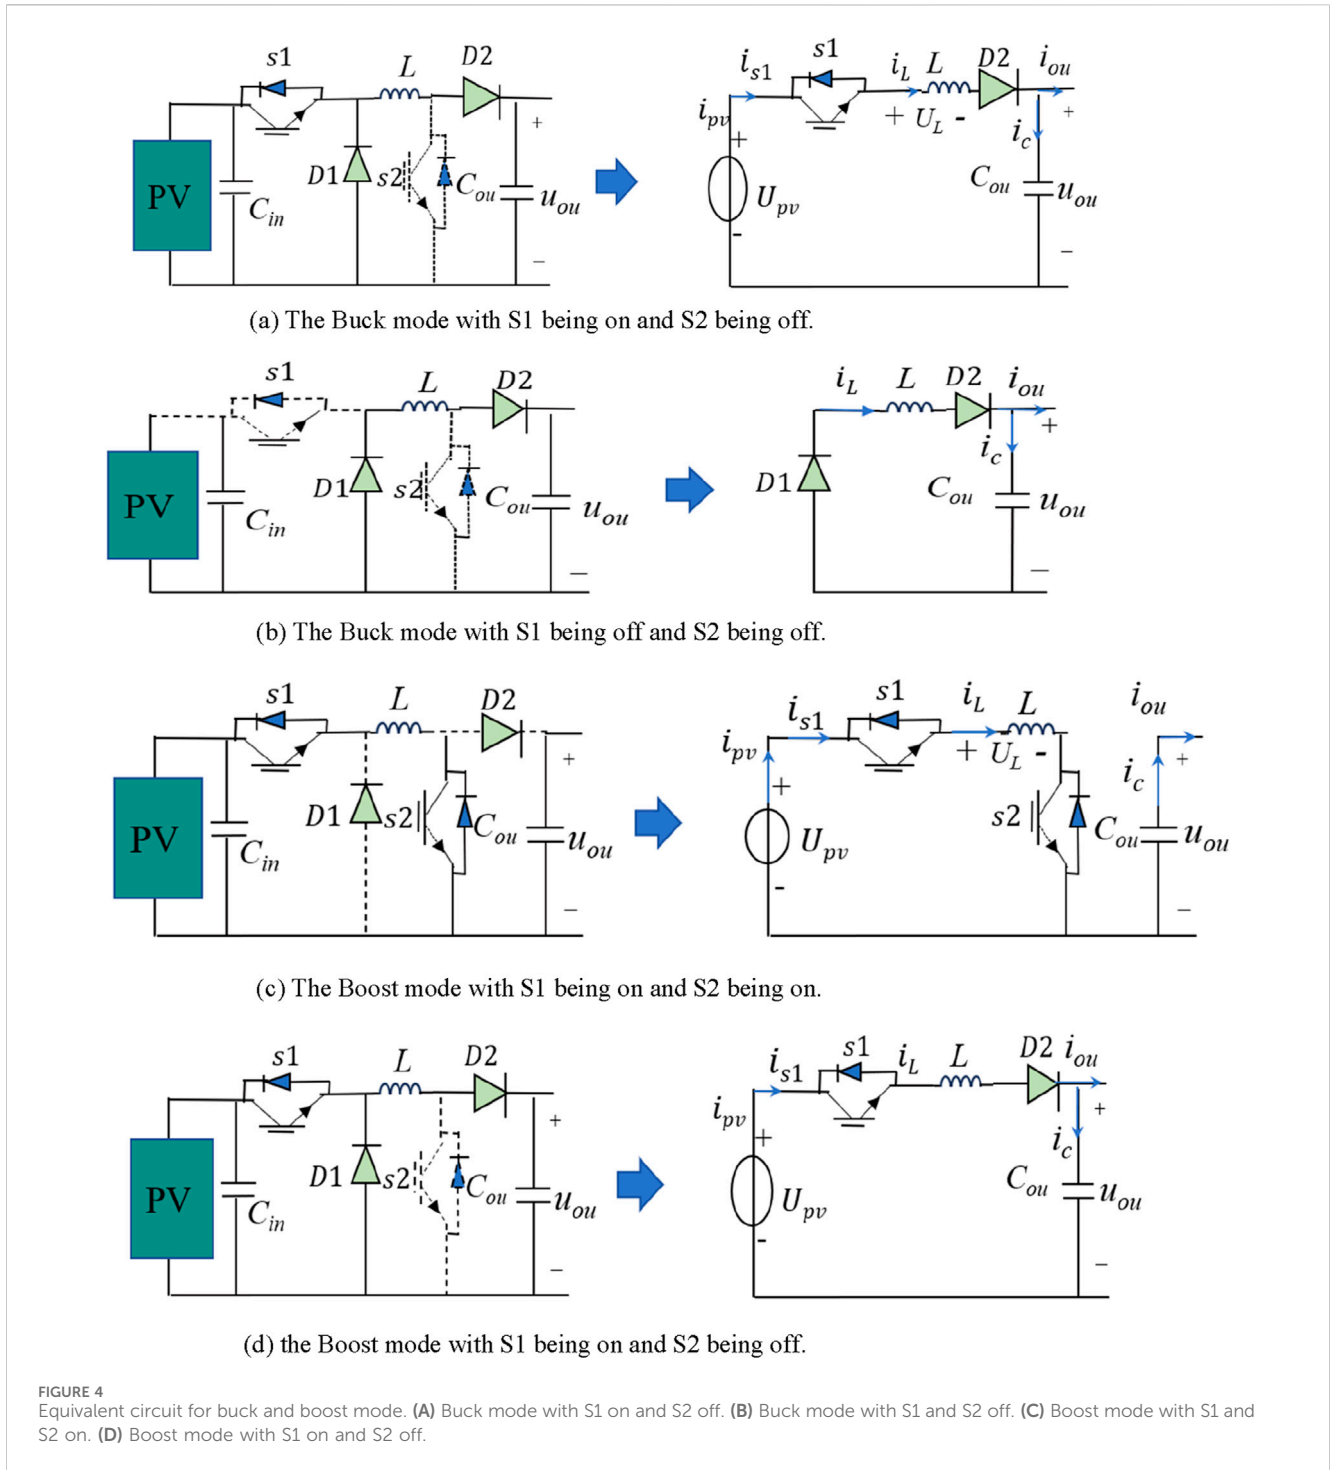 s1 L D2
PV C_in D1 s2 C_ou u_ou + −
i_s1 s1 i_L L D2 i_ou
i_pv + + U_L - i_c +
U_pv C_ou u_ou
- −
(a) The Buck mode with S1 being on and S2 being off.
s1 L D2
PV C_in D1 s2 C_ou u_ou −
i_L L D2 i_ou
i_c +
D1 C_ou u_ou
−
(b) The Buck mode with S1 being off and S2 being off.
s1 L D2
PV C_in D1 s2 C_ou u_ou + −
i_s1 s1 i_L L i_ou
i_pv + + U_L - i_c +
U_pv s2 C_ou u_ou
- −
(c) The Boost mode with S1 being on and S2 being on.
s1 L D2
PV C_in D1 s2 C_ou u_ou + −
i_s1 s1 i_L L D2 i_ou
i_pv + i_c +
U_pv C_ou u_ou
- −
(d) the Boost mode with S1 being on and S2 being off.
FIGURE 4
Equivalent circuit for buck and boost mode. (A) Buck mode with S1 on and S2 off. (B) Buck mode with S1 and S2 off. (C) Boost mode with S1 and
S2 on. (D) Boost mode with S1 on and S2 off.